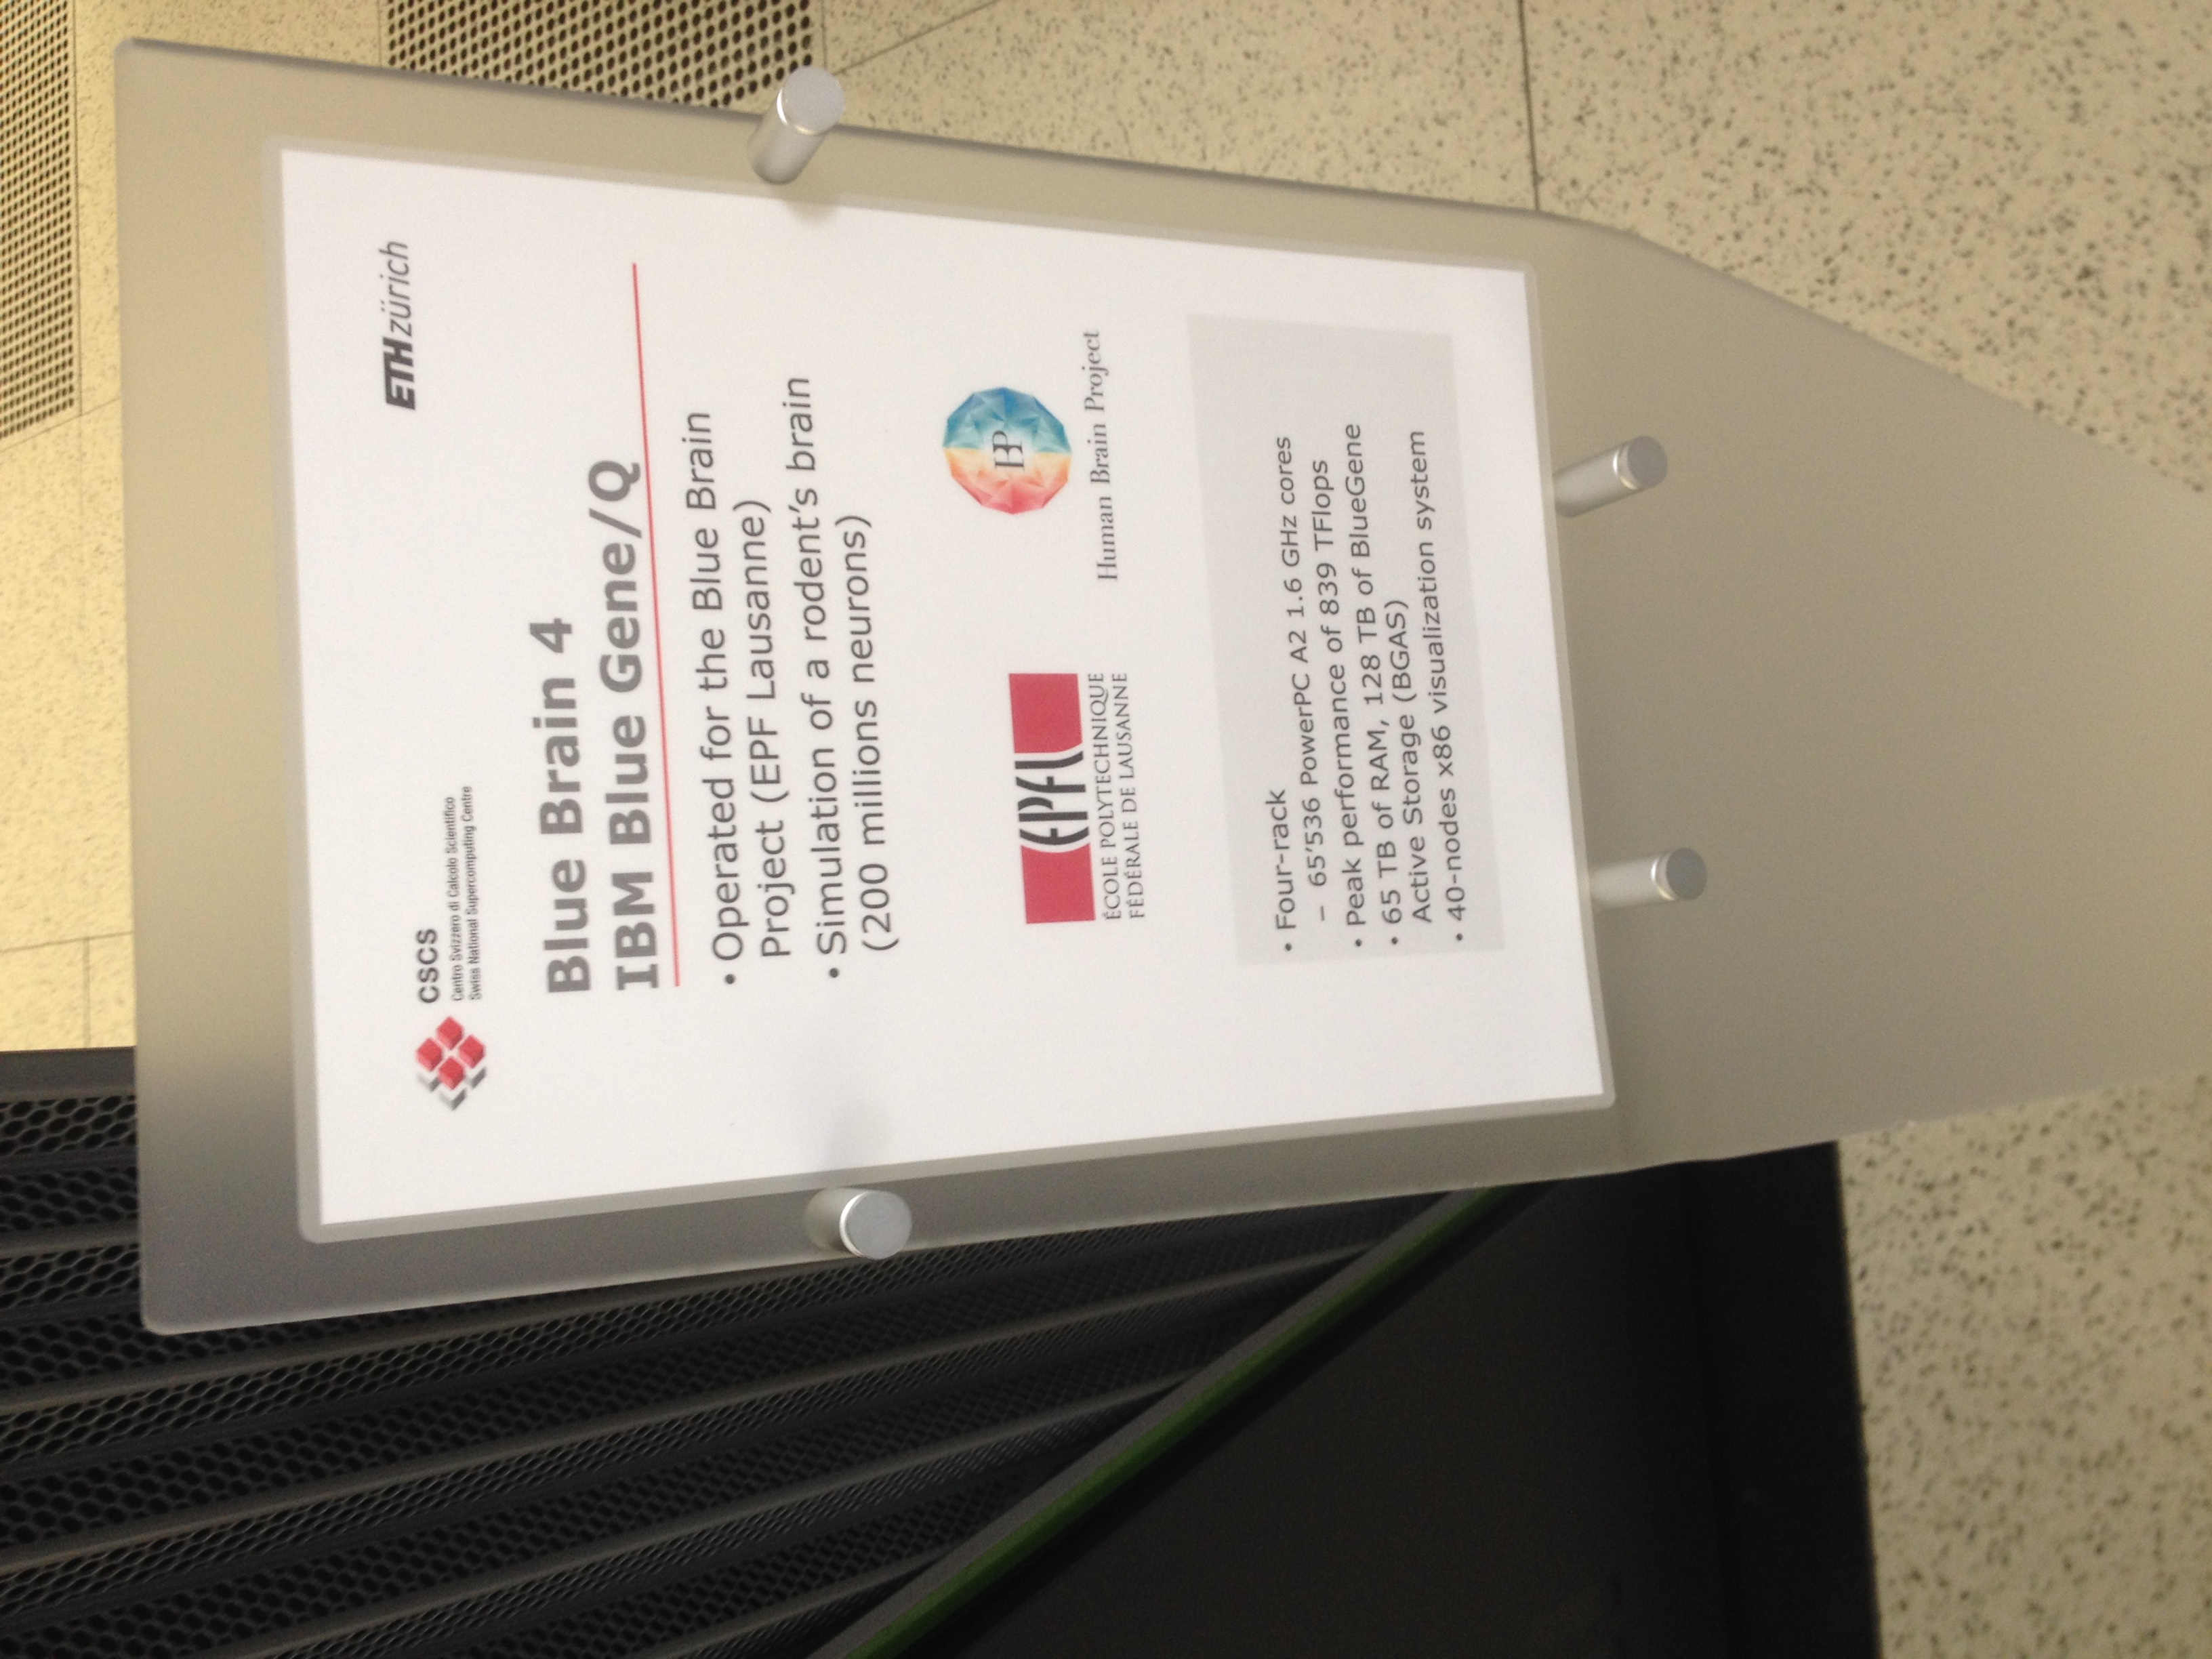 CSCS
Centro Svizzero di Calcolo Scientifico
Swiss National Supercomputing Centre
ETH zürich
Blue Brain 4
IBM Blue Gene/Q
• Operated for the Blue Brain
Project (EPF Lausanne)
• Simulation of a rodent's brain
(200 millions neurons)
EPFL
ÉCOLE POLYTECHNIQUE
FÉDÉRALE DE LAUSANNE
HBP
Human Brain Project
• Four-rack
– 65'536 PowerPC A2 1.6 GHz cores
• Peak performance of 839 TFlops
• 65 TB of RAM, 128 TB of BlueGene
Active Storage (BGAS)
• 40-nodes x86 visualization system